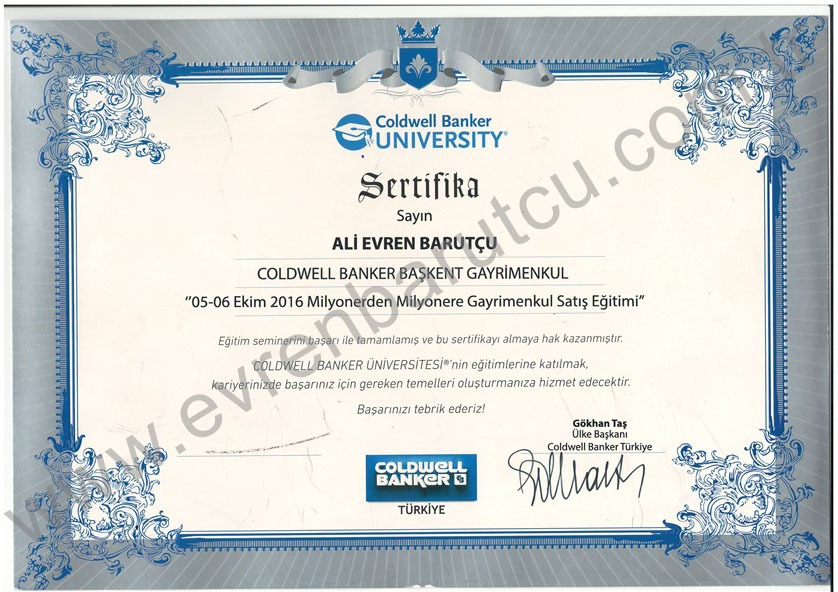 Coldwell Banker
UNIVERSITY®
Sertifika
Sayın
ALİ EVREN BARUTÇU
COLDWELL BANKER BAŞKENT GAYRİMENKUL
"05-06 Ekim 2016 Milyonerden Milyonere Gayrimenkul Satış Eğitimi"
Eğitim seminerini başarı ile tamamlamış ve bu sertifikayı almaya hak kazanmıştır.
COLDWELL BANKER ÜNİVERSİTESİ®'nin eğitimlerine katılmak,
kariyerinizde başarınız için gereken temelleri oluşturmanıza hizmet edecektir.
Başarınızı tebrik ederiz!
Gökhan Taş
Ülke Başkanı
Coldwell Banker Türkiye
COLDWELL
BANKER
TÜRKİYE
www.evrenbarutcu.com.tr